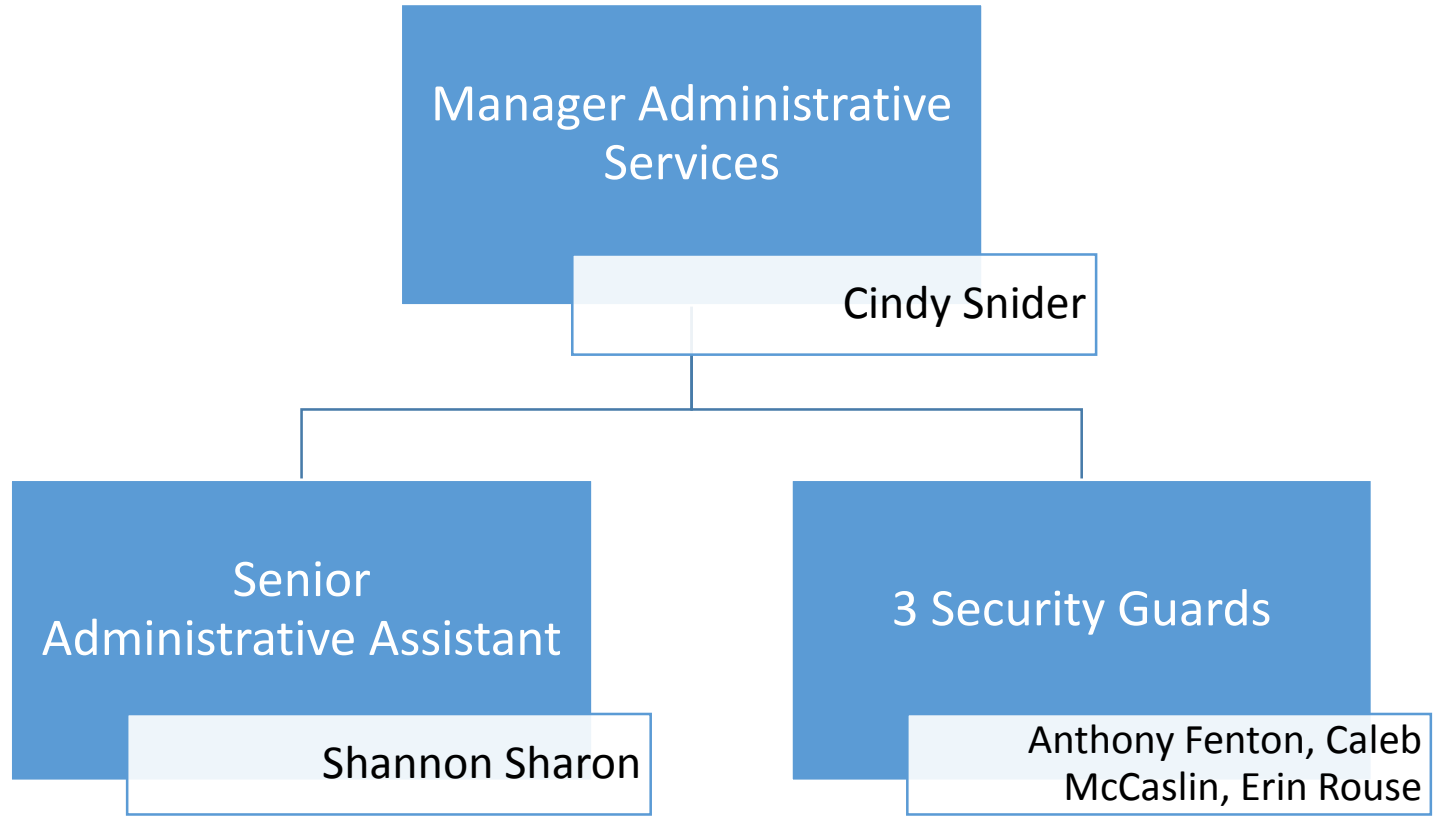 Manager Administrative
Services
Cindy Snider
Senior
Administrative Assistant
Shannon Sharon
3 Security Guards
Anthony Fenton, Caleb
McCaslin, Erin Rouse